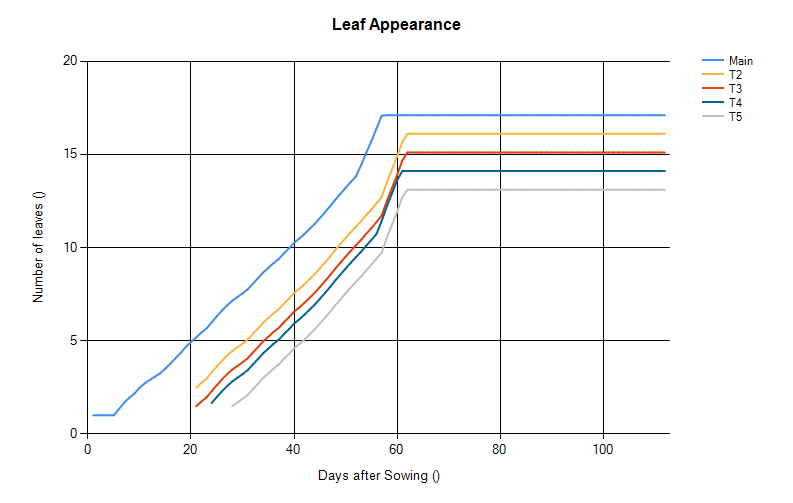 Leaf Appearance
Main
T2
T3
T4
T5
Number of leaves ()
20
15
10
5
0
0 20 40 60 80 100
Days after Sowing ()